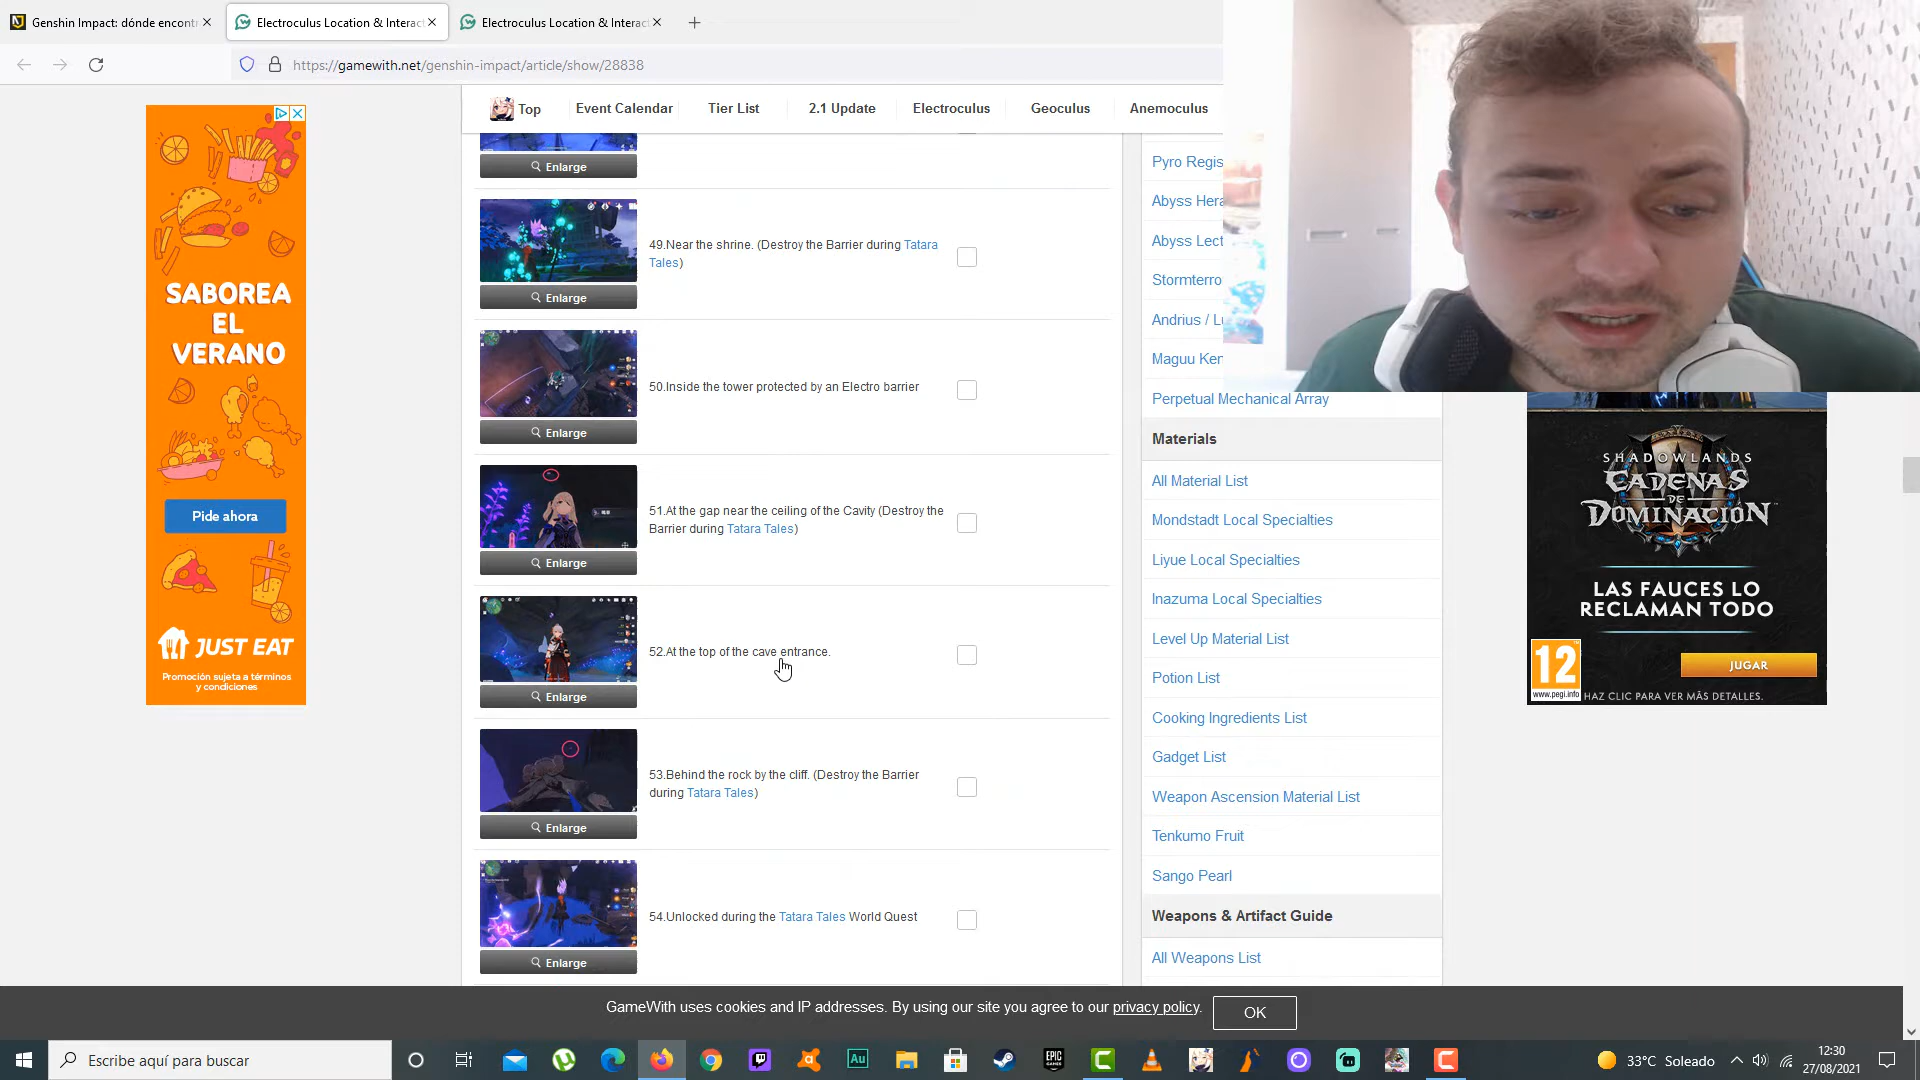 Genshin Impact: dónde encontr
Electroculus Location & Interac
Electroculus Location & Interac
https://gamewith.net/genshin-impact/article/show/28838
Top
Event Calendar
Tier List
2.1 Update
Electroculus
Geoculus
Anemoculus
SABOREA
EL
VERANO
Pide ahora
JUST EAT
Promoción sujeta a términos
y condiciones
Enlarge
49.Near the shrine. (Destroy the Barrier during Tatara
Tales)
Enlarge
50.Inside the tower protected by an Electro barrier
Enlarge
51.At the gap near the ceiling of the Cavity (Destroy the
Barrier during Tatara Tales)
Enlarge
52.At the top of the cave entrance.
Enlarge
53.Behind the rock by the cliff. (Destroy the Barrier
during Tatara Tales)
Enlarge
54.Unlocked during the Tatara Tales World Quest
Enlarge
Pyro Regis
Abyss Hera
Abyss Lect
Stormterro
Andrius / Lu
Maguu Ken
Perpetual Mechanical Array
Materials
All Material List
Mondstadt Local Specialties
Liyue Local Specialties
Inazuma Local Specialties
Level Up Material List
Potion List
Cooking Ingredients List
Gadget List
Weapon Ascension Material List
Tenkumo Fruit
Sango Pearl
Weapons & Artifact Guide
All Weapons List
SHADOWLANDS
CADENAS
DE
DOMINACIÓN
LAS FAUCES LO
RECLAMAN TODO
12
www.pegi.info
JUGAR
HAZ CLIC PARA VER MÁS DETALLES.
GameWith uses cookies and IP addresses. By using our site you agree to our privacy policy.
OK
Escribe aquí para buscar
Au
EPIC
GAMES
33°C Soleado
12:30
27/08/2021